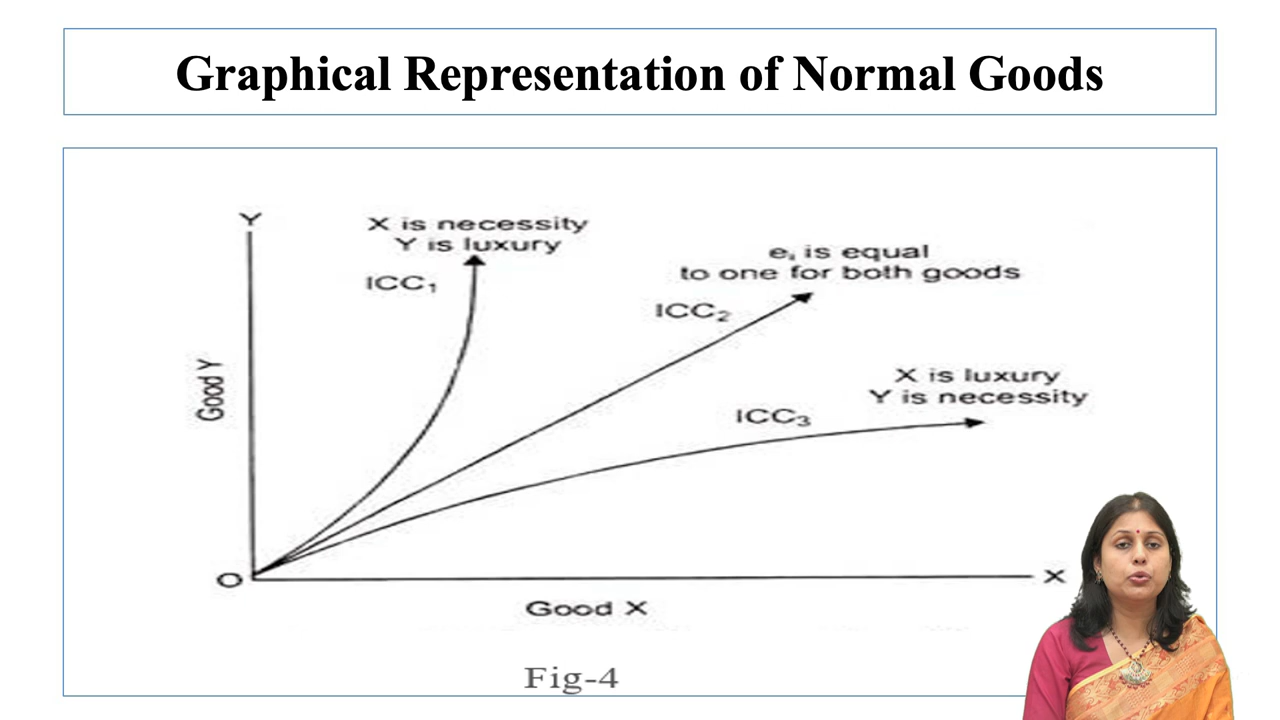 Graphical Representation of Normal Goods
Y
X is necessity
Y is luxury
ICC₁
eᵢ is equal
to one for both goods
ICC₂
X is luxury
Y is necessity
ICC₃
Good Y
O
X
Good X
Fig-4